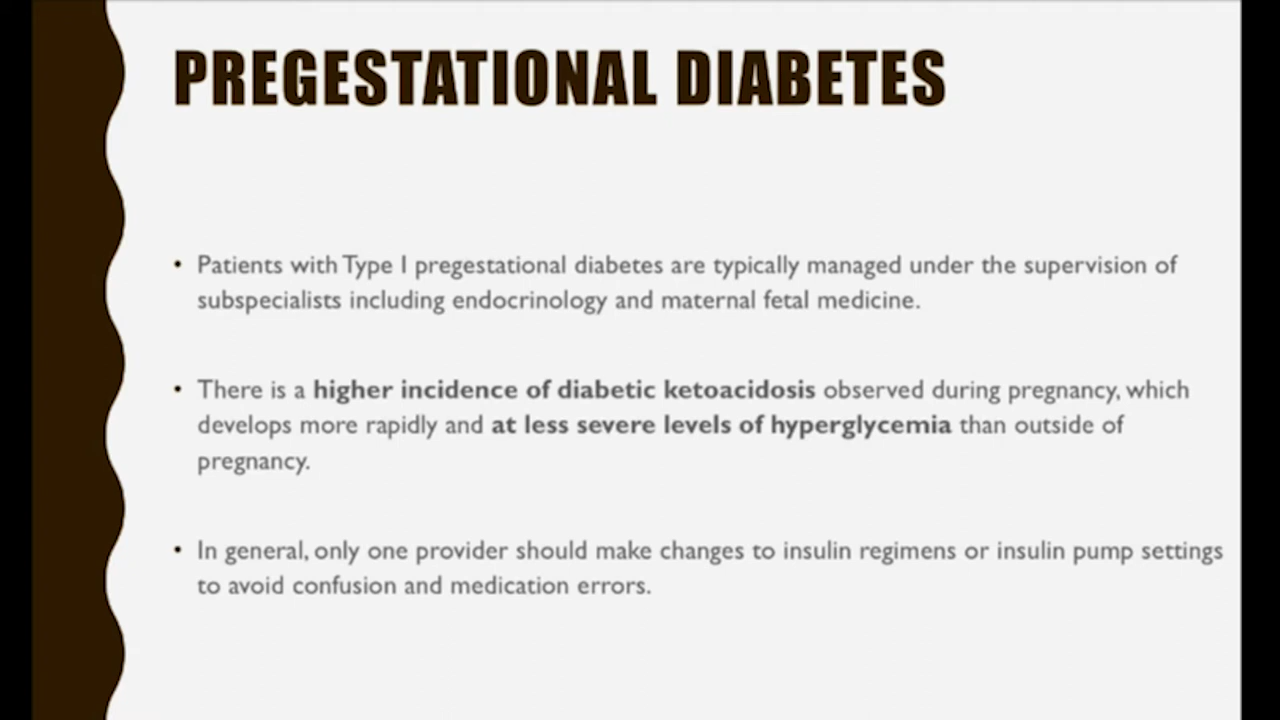 PREGESTATIONAL DIABETES
• Patients with Type I pregestational diabetes are typically managed under the supervision of
subspecialists including endocrinology and maternal fetal medicine.
• There is a higher incidence of diabetic ketoacidosis observed during pregnancy, which
develops more rapidly and at less severe levels of hyperglycemia than outside of
pregnancy.
• In general, only one provider should make changes to insulin regimens or insulin pump settings
to avoid confusion and medication errors.